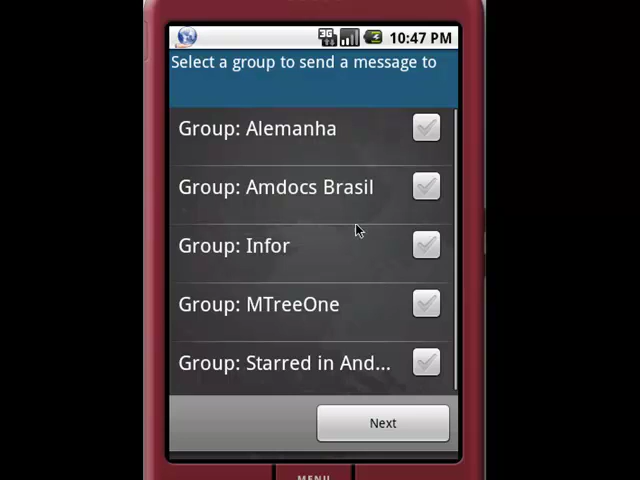 3G 10:47 PM
Select a group to send a message to
Group: Alemanha
Group: Amdocs Brasil
Group: Infor
Group: MTreeOne
Group: Starred in And...
Next
MENU